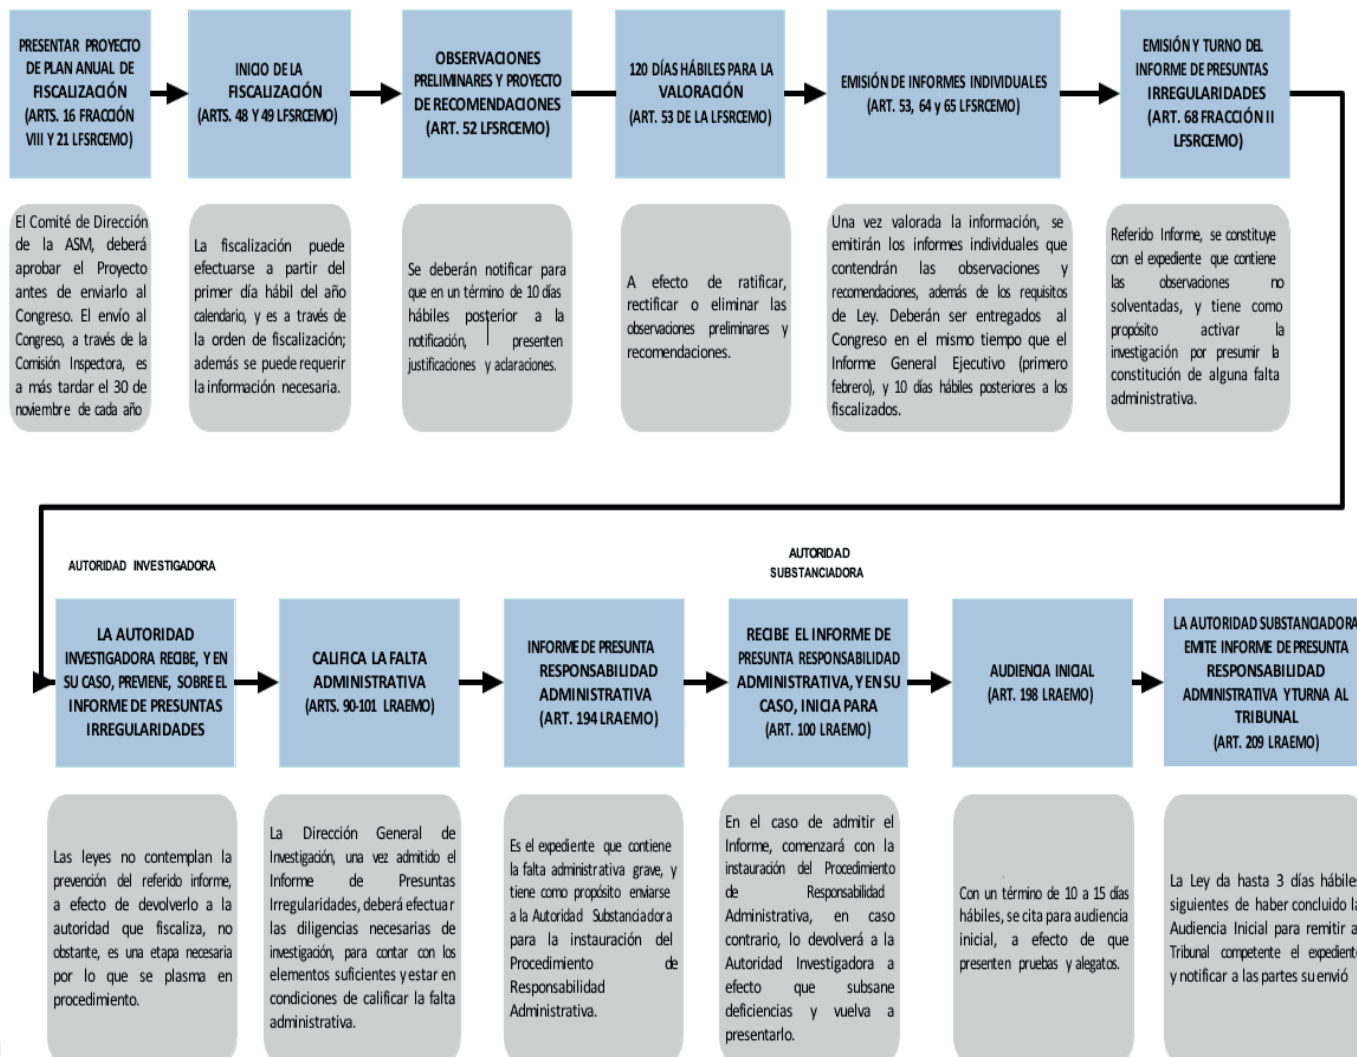 PRESENTAR PROYECTO
DE PLAN ANUAL DE
FISCALIZACIÓN
(ARTS. 16 FRACCIÓN
VIII Y 21 LFSRCEMO)
INICIO DE LA
FISCALIZACIÓN
(ARTS. 48 Y 49 LFSRCEMO)
OBSERVACIONES
PRELIMINARES Y PROYECTO
DE RECOMENDACIONES
(ART. 52 LFSRCEMO)
120 DÍAS HÁBILES PARA LA
VALORACIÓN
(ART. 53 DE LA LFSRCEMO)
EMISIÓN DE INFORMES INDIVIDUALES
(ART. 53, 64 y 65 LFSRCEMO)
EMISIÓN Y TURNO DEL
INFORME DE PRESUNTAS
IRREGULARIDADES
(ART. 68 FRACCIÓN II
LFSRCEMO)
El Comité de Dirección
de la ASM, deberá
aprobar el Proyecto
antes de enviarlo al
Congreso. El envío al
Congreso, a través de la
Comisión Inspectora, es
a más tardar el 30 de
noviembre de cada año
La fiscalización puede
efectuarse a partir del
primer día hábil del año
calendario, y es a través de
la orden de fiscalización;
además se puede requerir
la información necesaria.
Se deberán notificar para
que en un término de 10 días
hábiles posterior a la
notificación, presenten
justificaciones y aclaraciones.
A efecto de ratificar,
rectificar o eliminar las
observaciones preliminares y
recomendaciones.
Una vez valorada la información, se
emitirán los informes individuales que
contendrán las observaciones y
recomendaciones, además de los requisitos
de Ley. Deberán ser entregados al
Congreso en el mismo tiempo que el
Informe General Ejecutivo (primero
febrero), y 10 días hábiles posteriores a los
fiscalizados.
Referido Informe, se constituye
con el expediente que contiene
las observaciones no
solventadas, y tiene como
propósito activar la
investigación por presumir la
constitución de alguna falta
administrativa.
AUTORIDAD INVESTIGADORA
AUTORIDAD
SUBSTANCIADORA
LA AUTORIDAD
INVESTIGADORA RECIBE, Y EN
SU CASO, PREVIENE, SOBRE EL
INFORME DE PRESUNTAS
IRREGULARIDADES
CALIFICA LA FALTA
ADMINISTRATIVA
(ARTS. 90-101 LRAEMO)
INFORME DE PRESUNTA
RESPONSABILIDAD
ADMINISTRATIVA
(ART. 194 LRAEMO)
RECIBE EL INFORME DE
PRESUNTA RESPONSABILIDAD
ADMINISTRATIVA, Y EN SU
CASO, INICIA PARA
(ART. 100 LRAEMO)
AUDIENCIA INICIAL
(ART. 198 LRAEMO)
LA AUTORIDAD SUBSTANCIADORA
EMITE INFORME DE PRESUNTA
RESPONSABILIDAD
ADMINISTRATIVA Y TURNA AL
TRIBUNAL
(ART. 209 LRAEMO)
Las leyes no contemplan la
prevención del referido informe,
a efecto de devolverlo a la
autoridad que fiscaliza, no
obstante, es una etapa necesaria
por lo que se plasma en
procedimiento.
La Dirección General de
Investigación, una vez admitido el
Informe de Presuntas
Irregularidades, deberá efectuar
las diligencias necesarias de
investigación, para contar con los
elementos suficientes y estar en
condiciones de calificar la falta
administrativa.
Es el expediente que contiene
la falta administrativa grave, y
tiene como propósito enviarse
a la Autoridad Substanciadora
para la instauración del
Procedimiento de
Responsabilidad
Administrativa.
En el caso de admitir el
Informe, comenzará con la
instauración del Procedimiento
de Responsabilidad
Administrativa, en caso
contrario, lo devolverá a la
Autoridad Investigadora a
efecto que subsane
deficiencias y vuelva a
presentarlo.
Con un término de 10 a 15 días
hábiles, se cita para audiencia
inicial, a efecto de que
presenten pruebas y alegatos.
La Ley da hasta 3 días hábiles
siguientes de haber concluido la
Audiencia Inicial para remitir a
Tribunal competente el expediente
y notificar a las partes su envió